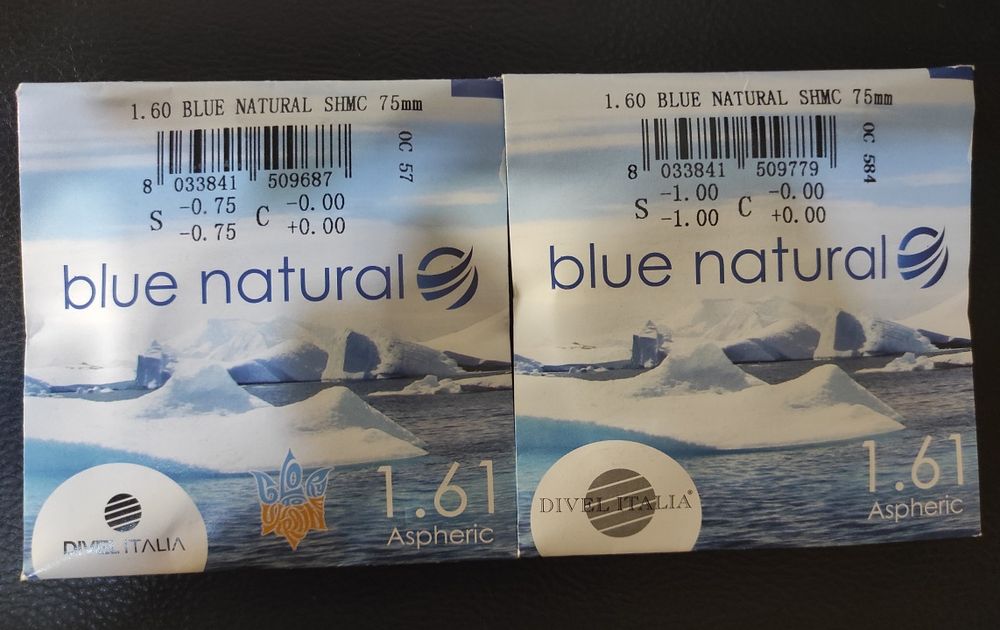 1.60 BLUE NATURAL SHMC 75mm
OC 57
8 033841 509687
S -0.75 C -0.00
-0.75 +0.00
blue natural
1.61
Aspheric
DIVEL ITALIA
1.60 BLUE NATURAL SHMC 75mm
OC 584
8 033841 509779
S -1.00 C -0.00
-1.00 +0.00
blue natural
1.61
Aspheric
DIVEL ITALIA®